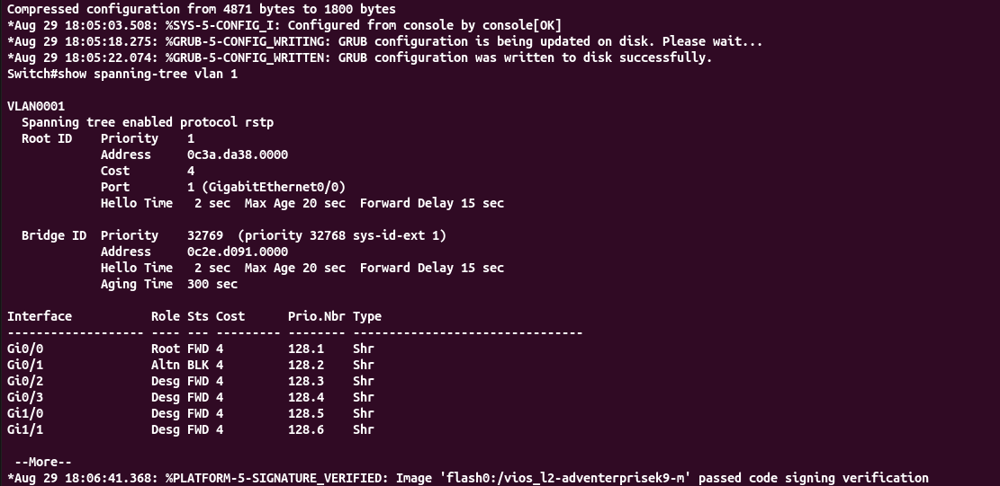 Compressed configuration from 4871 bytes to 1800 bytes
*Aug 29 18:05:03.508: %SYS-5-CONFIG_I: Configured from console by console[OK]
*Aug 29 18:05:18.275: %GRUB-5-CONFIG_WRITING: GRUB configuration is being updated on disk. Please wait...
*Aug 29 18:05:22.074: %GRUB-5-CONFIG_WRITTEN: GRUB configuration was written to disk successfully.
Switch#show spanning-tree vlan 1

VLAN0001
  Spanning tree enabled protocol rstp
  Root ID    Priority    1
             Address     0c3a.da38.0000
             Cost        4
             Port        1 (GigabitEthernet0/0)
             Hello Time   2 sec  Max Age 20 sec  Forward Delay 15 sec

  Bridge ID  Priority    32769  (priority 32768 sys-id-ext 1)
             Address     0c2e.d091.0000
             Hello Time   2 sec  Max Age 20 sec  Forward Delay 15 sec
             Aging Time  300 sec

Interface           Role Sts Cost      Prio.Nbr Type
------------------- ---- --- --------- -------- --------------------------------
Gi0/0               Root FWD 4         128.1    Shr
Gi0/1               Altn BLK 4         128.2    Shr
Gi0/2               Desg FWD 4         128.3    Shr
Gi0/3               Desg FWD 4         128.4    Shr
Gi1/0               Desg FWD 4         128.5    Shr
Gi1/1               Desg FWD 4         128.6    Shr

 --More--
*Aug 29 18:06:41.368: %PLATFORM-5-SIGNATURE_VERIFIED: Image 'flash0:/vios_l2-adventerprisek9-m' passed code signing verification